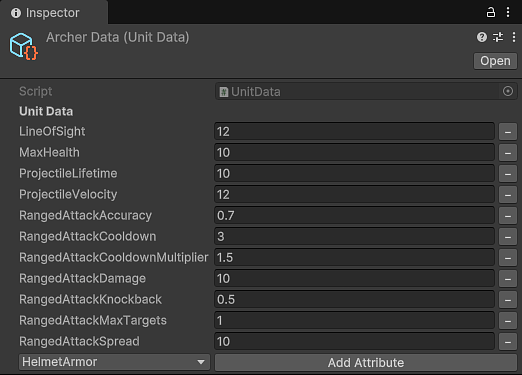 Inspector
Archer Data (Unit Data)
Open
Script UnitData
Unit Data
LineOfSight 12
MaxHealth 10
ProjectileLifetime 10
ProjectileVelocity 12
RangedAttackAccuracy 0.7
RangedAttackCooldown 3
RangedAttackCooldownMultiplier 1.5
RangedAttackDamage 10
RangedAttackKnockback 0.5
RangedAttackMaxTargets 1
RangedAttackSpread 10
HelmetArmor Add Attribute